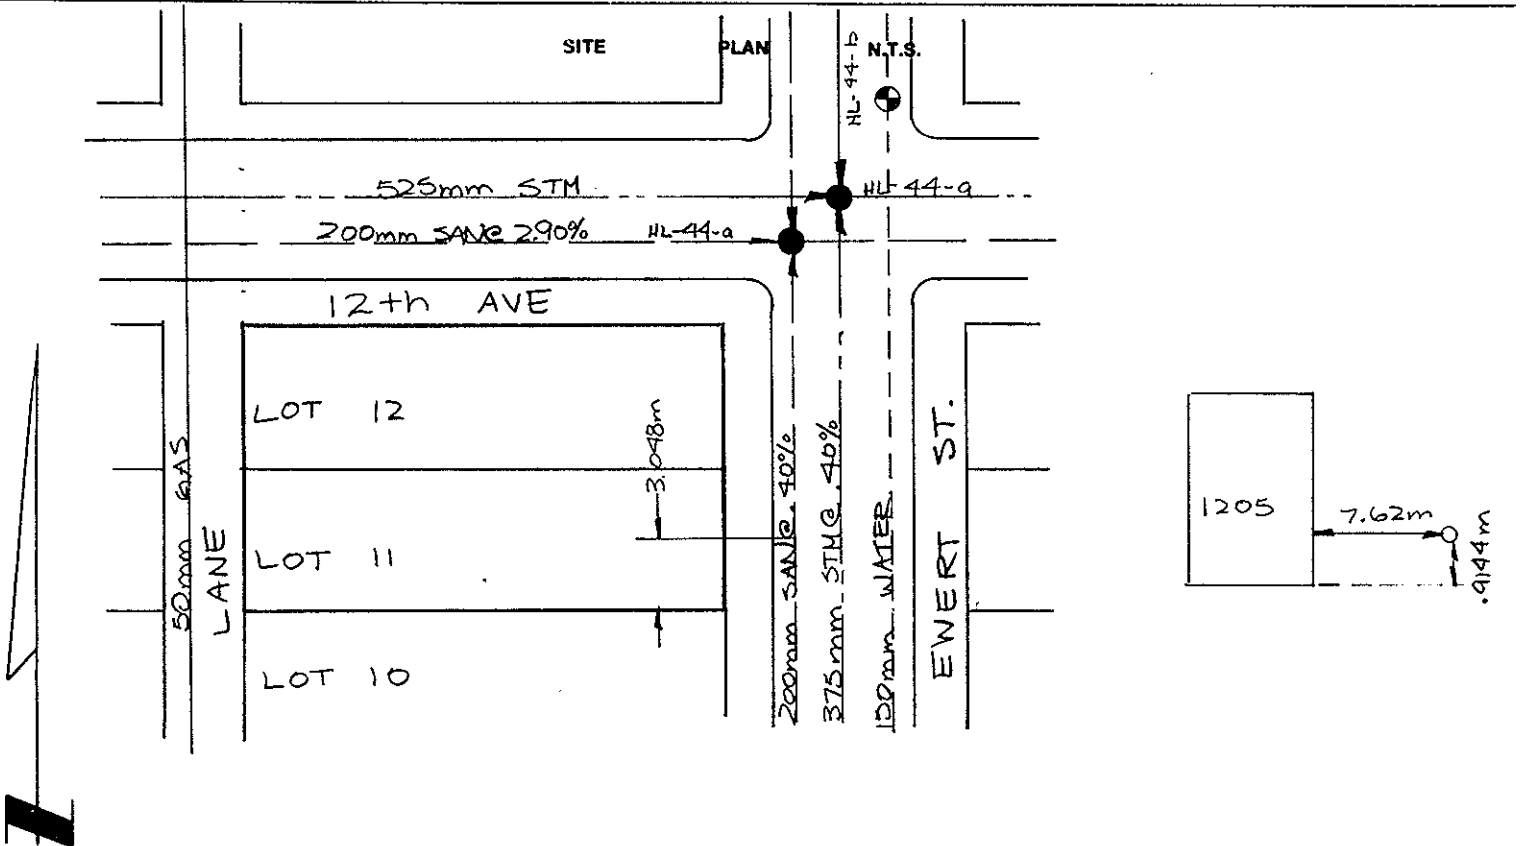 SITE PLAN N.T.S.
HL-44-b
525mm STM
HL-44-a
200mm SAN@ 2.90%
HL-44-a
12th AVE
LOT 12
LOT 11
LOT 10
50mm GAS
LANE
3.048m
200mm SAN@ .40%
375mm STM@ .40%
150mm WATER
EWERT ST.
1205
7.62m
.9144m